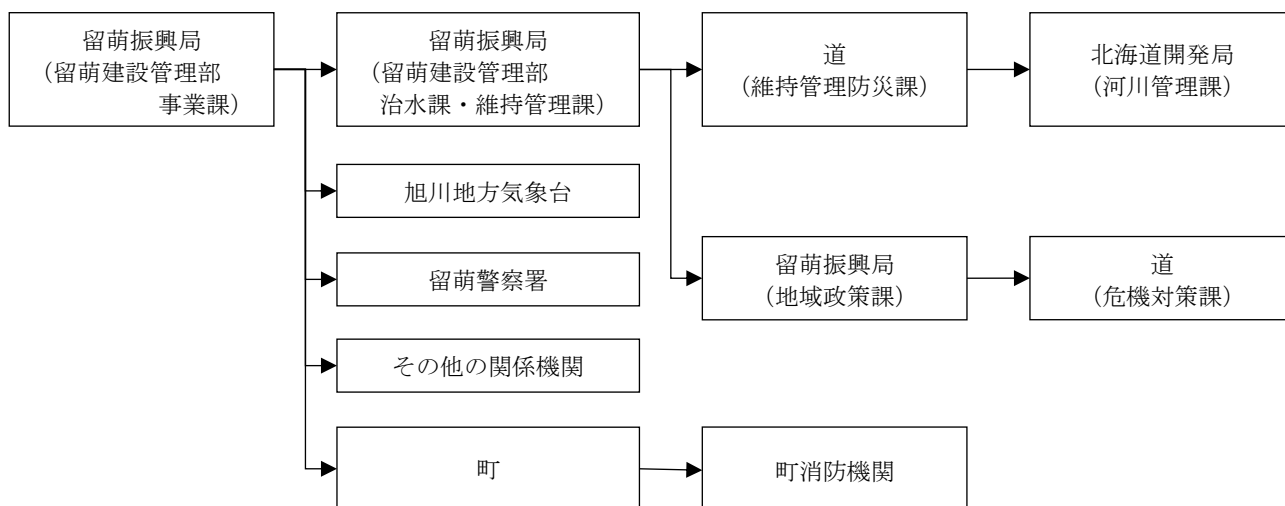 留萌振興局
（留萌建設管理部
事業課）
留萌振興局
（留萌建設管理部
治水課・維持管理課）
道
（維持管理防災課）
北海道開発局
（河川管理課）
旭川地方気象台
留萌警察署
留萌振興局
（地域政策課）
道
（危機対策課）
その他の関係機関
町
町消防機関